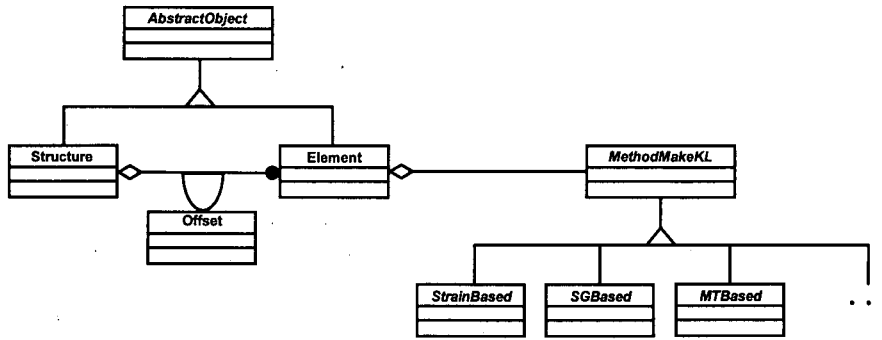 AbstractObject
Structure
Element
MethodMakeKL
Offset
StrainBased
SGBased
MTBased
. .